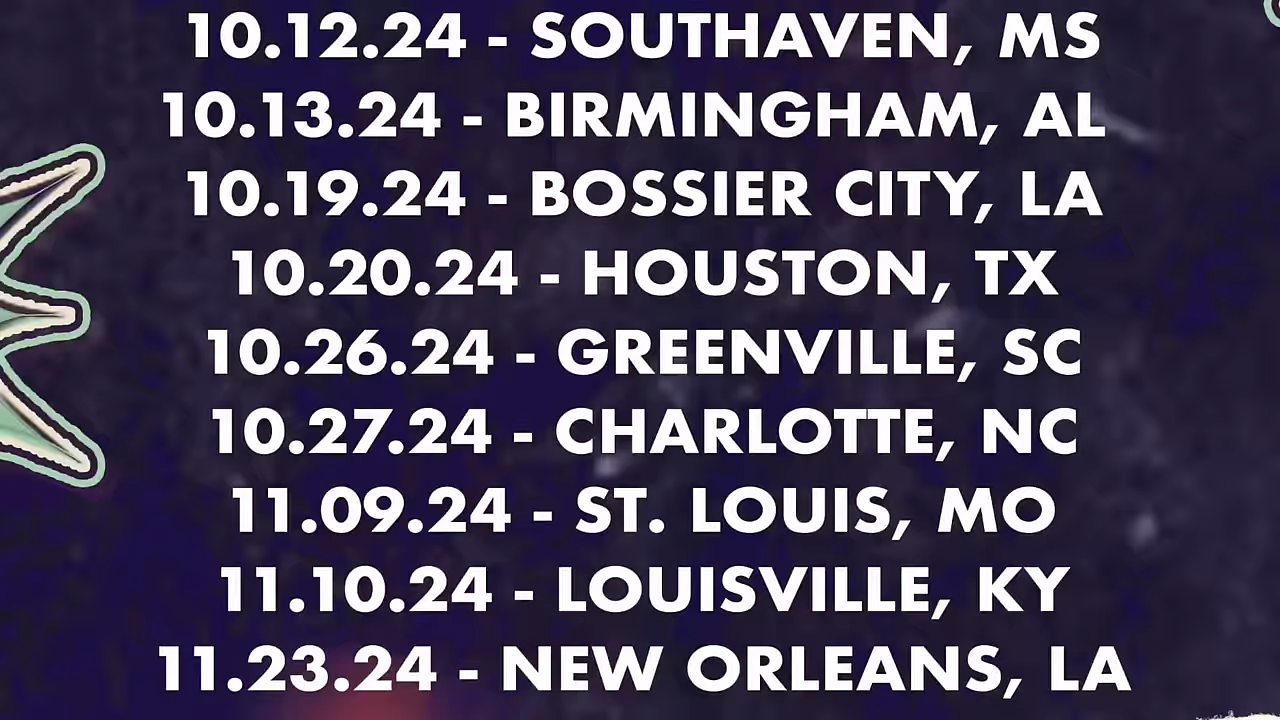 10.12.24 - SOUTHAVEN, MS
10.13.24 - BIRMINGHAM, AL
10.19.24 - BOSSIER CITY, LA
10.20.24 - HOUSTON, TX
10.26.24 - GREENVILLE, SC
10.27.24 - CHARLOTTE, NC
11.09.24 - ST. LOUIS, MO
11.10.24 - LOUISVILLE, KY
11.23.24 - NEW ORLEANS, LA